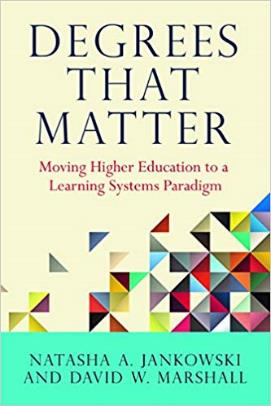 DEGREES
THAT
MATTER
Moving Higher Education to a
Learning Systems Paradigm
NATASHA A. JANKOWSKI
AND DAVID W. MARSHALL